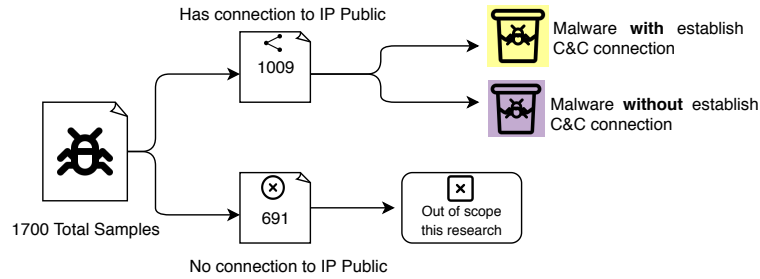 Has connection to IP Public
1009
Malware with establish
C&C connection
Malware without establish
C&C connection
1700 Total Samples
691
Out of scope
this research
No connection to IP Public